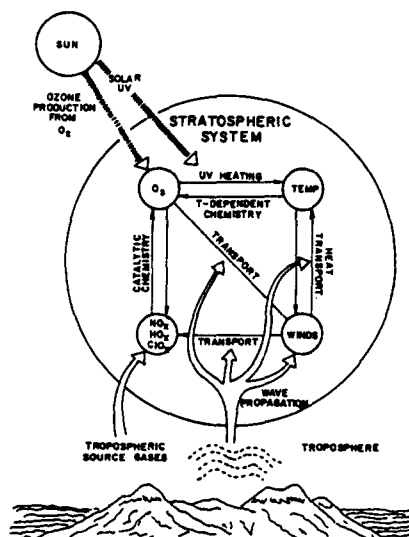 SUN
SOLAR
UV
OZONE
PRODUCTION
FROM
O₂
STRATOSPHERIC
SYSTEM
O₃
UV HEATING
TEMP
T-DEPENDENT
CHEMISTRY
TRANSPORT
CATALYTIC
CHEMISTRY
HEAT
TRANSPORT
NOₓ
HOₓ
ClOₓ
TRANSPORT
WINDS
WAVE
PROPAGATION
TROPOSPHERIC
SOURCE GASES
TROPOSPHERE